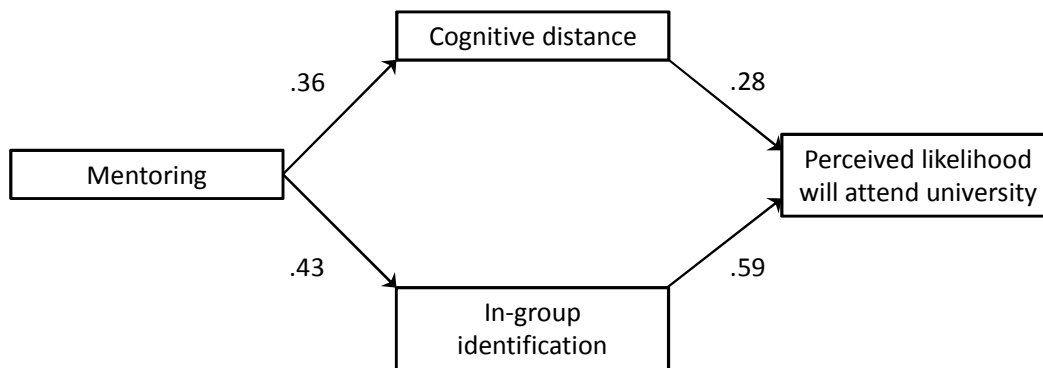 Cognitive distance
.36
.28
Mentoring
Perceived likelihood
will attend university
.43
.59
In-group
identification